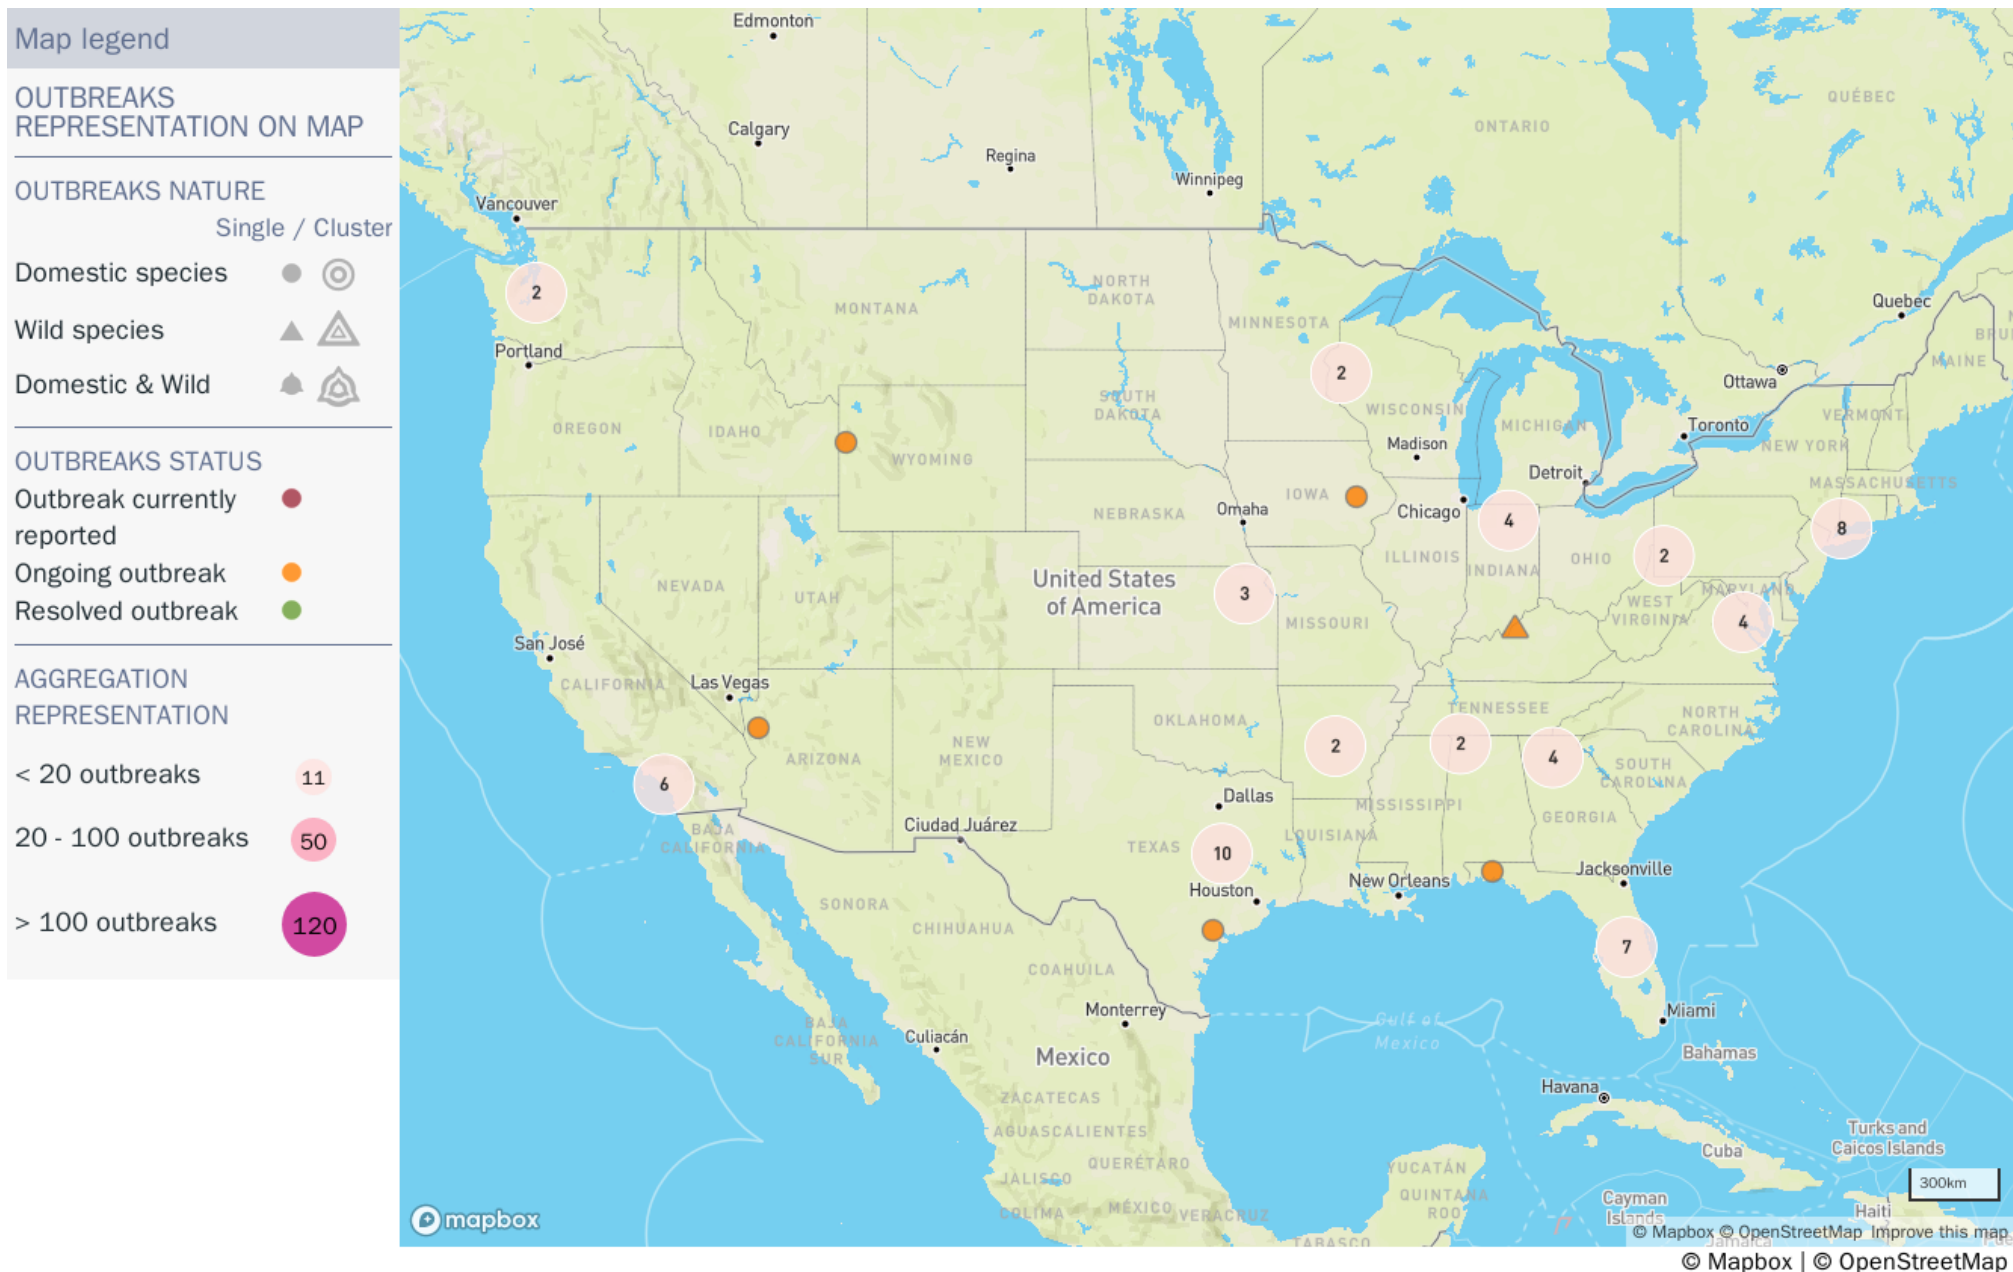 Map legend
OUTBREAKS
REPRESENTATION ON MAP
OUTBREAKS NATURE
Single / Cluster
Domestic species
Wild species
Domestic & Wild
OUTBREAKS STATUS
Outbreak currently
reported
Ongoing outbreak
Resolved outbreak
AGGREGATION
REPRESENTATION
< 20 outbreaks 11
20 - 100 outbreaks 50
> 100 outbreaks 120
Edmonton
Calgary
Regina
Winnipeg
Vancouver
ONTARIO
QUÉBEC
Quebec
2
MONTANA
NORTH
DAKOTA
MINNESOTA
Portland
2
MAINE
Ottawa
OREGON
IDAHO
WYOMING
SOUTH
DAKOTA
WISCONSIN
Madison
MICHIGAN
Toronto
VERMONT
NEW YORK
Detroit
MASSACHUSETTS
IOWA
Chicago
NEBRASKA
Omaha
4
8
2
ILLINOIS
INDIANA
OHIO
NEVADA
UTAH
United States
of America
3
MISSOURI
WEST
VIRGINIA
MARYLAND
4
San José
CALIFORNIA
Las Vegas
ARIZONA
NEW
MEXICO
OKLAHOMA
TENNESSEE
NORTH
CAROLINA
2
2
4
SOUTH
CAROLINA
6
Dallas
MISSISSIPPI
GEORGIA
BAJA
CALIFORNIA
Ciudad Juárez
TEXAS
10
LOUISIANA
Houston
New Orleans
Jacksonville
SONORA
CHIHUAHUA
7
COAHUILA
Monterrey
Miami
BAJA
CALIFORNIA
SUR
Culiacán
Mexico
Gulf of
Mexico
Bahamas
Havana
ZACATECAS
AGUASCALIENTES
Turks and
Caicos Islands
Cuba
QUERÉTARO
JALISCO
YUCATÁN
QUINTANA
ROO
300km
Cayman
Islands
Haiti
COLIMA
MÉXICO
VERACRUZ
TABASCO
mapbox
© Mapbox © OpenStreetMap Improve this map
Jamaica
© Mapbox | © OpenStreetMap